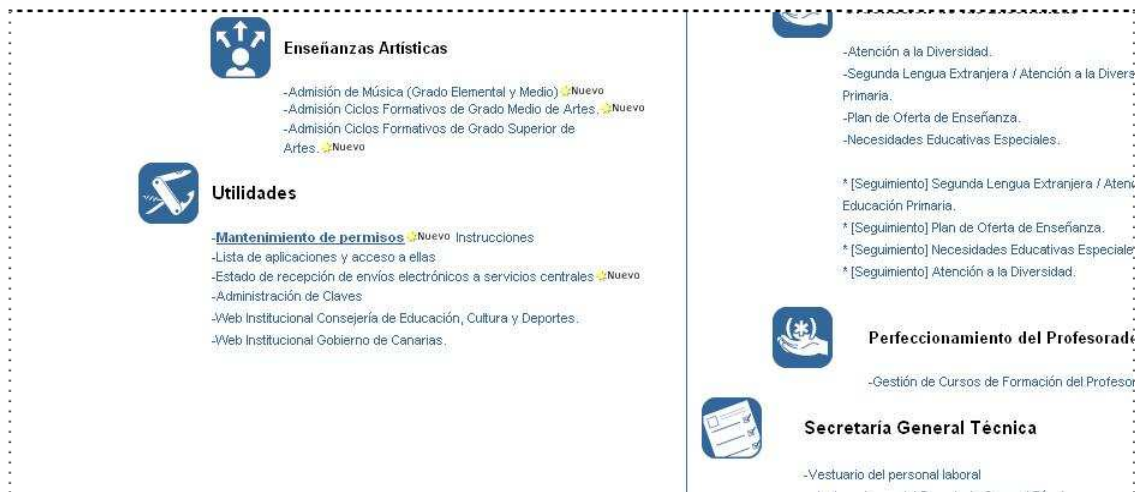 Enseñanzas Artísticas
-Admisión de Música (Grado Elemental y Medio) Nuevo
-Admisión Ciclos Formativos de Grado Medio de Artes. Nuevo
-Admisión Ciclos Formativos de Grado Superior de
Artes. Nuevo
Utilidades
-Mantenimiento de permisos Nuevo Instrucciones
-Lista de aplicaciones y acceso a ellas
-Estado de recepción de envíos electrónicos a servicios centrales Nuevo
-Administración de Claves
-Web Institucional Consejería de Educación, Cultura y Deportes.
-Web Institucional Gobierno de Canarias.
-Atención a la Diversidad.
-Segunda Lengua Extranjera / Atención a la Divers
Primaria.
-Plan de Oferta de Enseñanza.
-Necesidades Educativas Especiales.
* [Seguimiento] Segunda Lengua Extranjera / Aten
Educación Primaria.
* [Seguimiento] Plan de Oferta de Enseñanza.
* [Seguimiento] Necesidades Educativas Especiale
* [Seguimiento] Atención a la Diversidad.
Perfeccionamiento del Profesorad
-Gestión de Cursos de Formación del Profesor
Secretaría General Técnica
-Vestuario del personal laboral